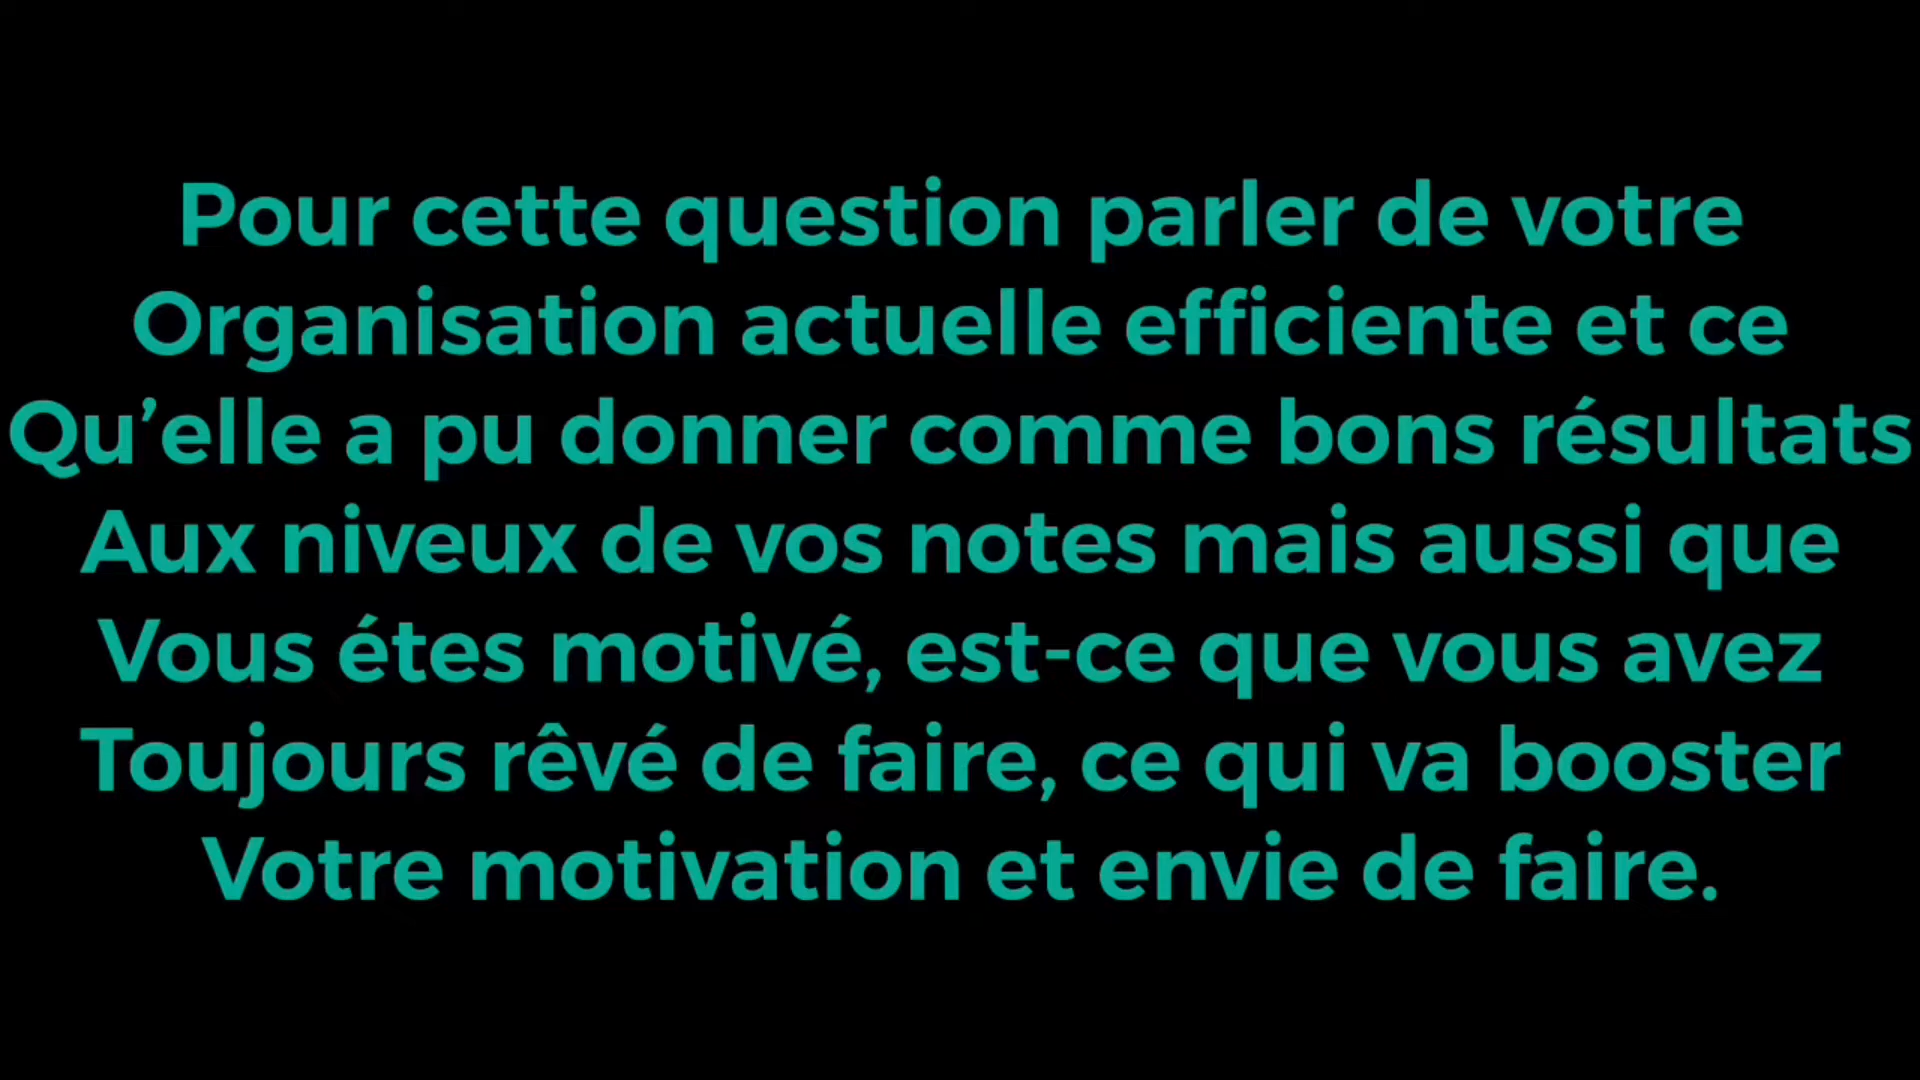 Pour cette question parler de votre
Organisation actuelle efficiente et ce
Qu’elle a pu donner comme bons résultats
Aux niveux de vos notes mais aussi que
Vous étes motivé, est-ce que vous avez
Toujours rêvé de faire, ce qui va booster
Votre motivation et envie de faire.